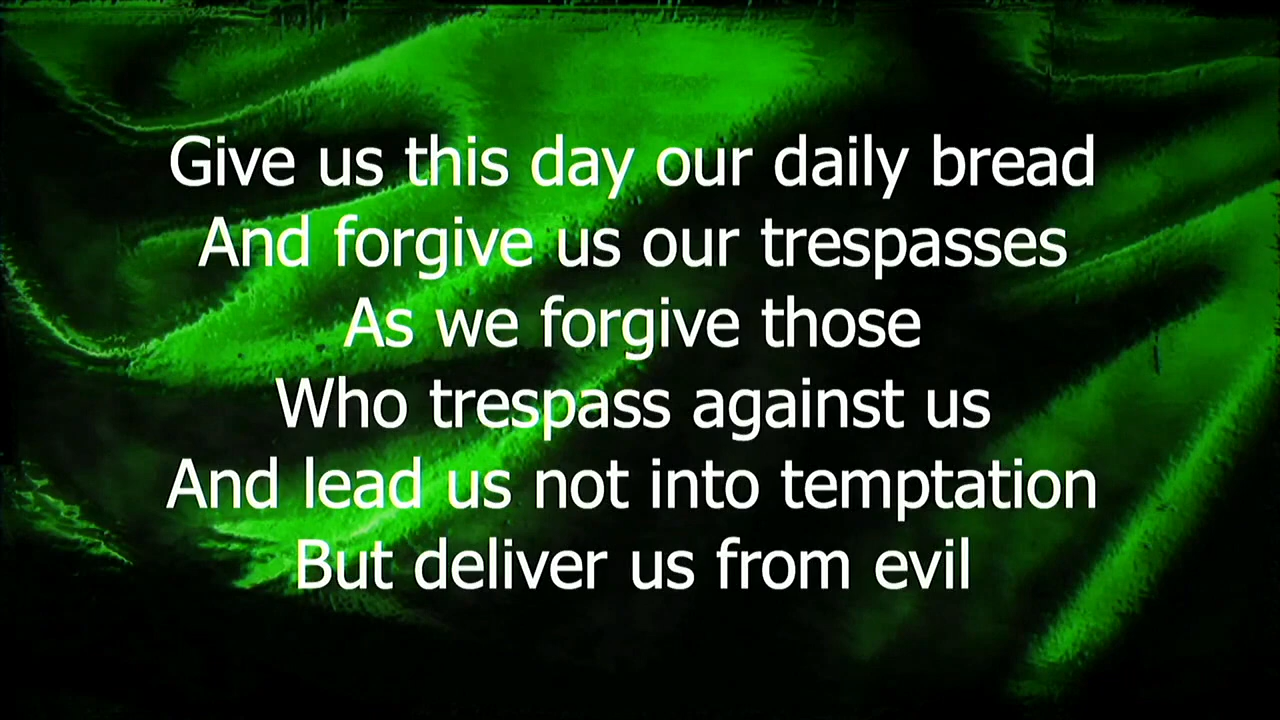 Give us this day our daily bread
And forgive us our trespasses
As we forgive those
Who trespass against us
And lead us not into temptation
But deliver us from evil